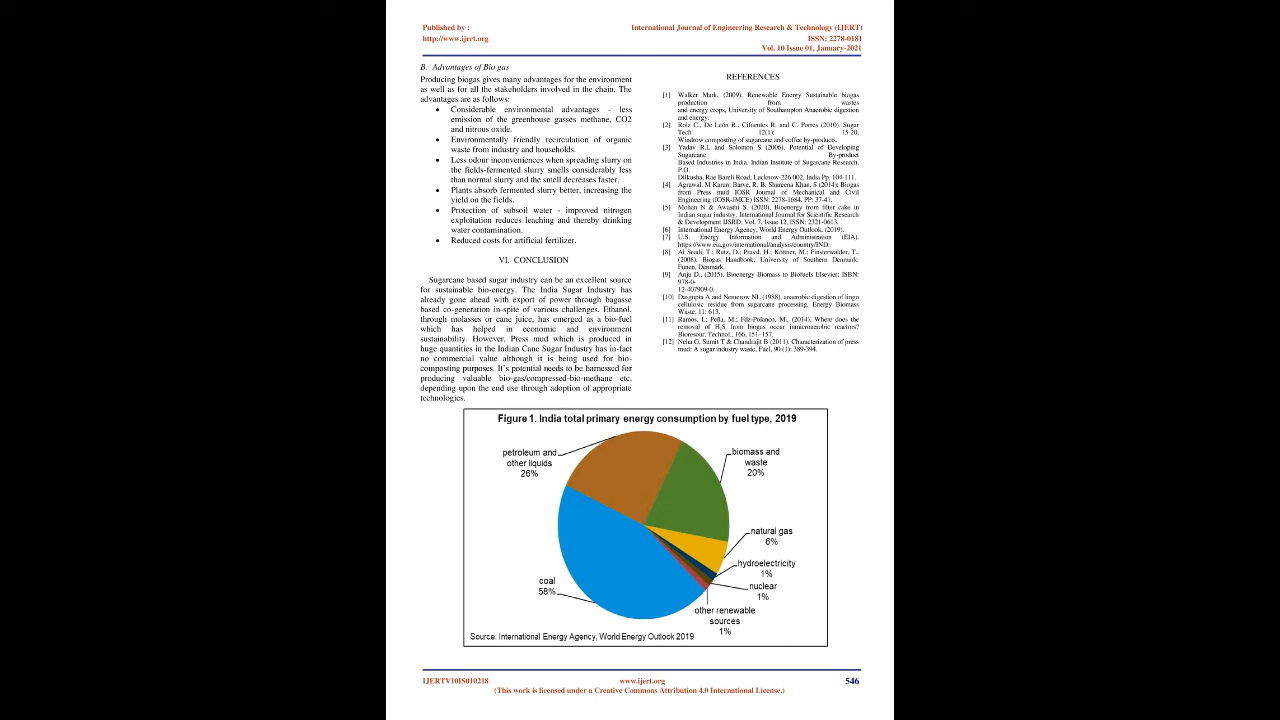 Published by :
http://www.ijert.org
International Journal of Engineering Research & Technology (IJERT)
ISSN: 2278-0181
Vol. 10 Issue 01, January-2021
B. Advantages of Bio gas
Producing biogas gives many advantages for the environment
as well as for all the stakeholders involved in the chain. The
advantages are as follows:
• Considerable environmental advantages - less
emission of the greenhouse gasses methane, CO2
and nitrous oxide.
• Environmentally friendly recirculation of organic
waste from industry and households.
• Less odour inconveniences when spreading slurry on
the fields-fermented slurry smells considerably less
than normal slurry and the smell decreases faster.
• Plants absorb fermented slurry better, increasing the
yield on the fields.
• Protection of subsoil water - improved nitrogen
exploitation reduces leaching and thereby drinking
water contamination.
• Reduced costs for artificial fertilizer.
VI. CONCLUSION
Sugarcane based sugar industry can be an excellent source
for sustainable bio-energy. The India Sugar Industry has
already gone ahead with export of power through bagasse
based co-generation in-spite of various challenges. Ethanol,
through molasses or cane juice, has emerged as a bio-fuel
which has helped in economic and environment
sustainability. However, Press mud which is produced in
huge quantities in the Indian Cane Sugar Industry has in-fact
no commercial value although it is being used for bio-
composting purposes. It's potential needs to be harnessed for
producing valuable bio-gas/compressed-bio-methane etc.
depending upon the end use through adoption of appropriate
technologies.
REFERENCES
[1] Walker Mark, (2009). Renewable Energy Sustainable biogas
production from wastes
and energy crops, University of Southampton Anaerobic digestion
and energy.
[2] Rolz C., De León R., Cifuentes R. and C. Porres (2010). Sugar
Tech 12(1): 15-20,
Windrow composting of sugarcane and coffee by-products.
[3] Yadav R.L and Solomon S (2006). Potential of Developing
Sugarcane By-product
Based Industries in India. Indian Institute of Sugarcane Research,
P.O.
Dilkusha, Rae Bareli Road, Lucknow-226 002, India Pp. 104-111.
[4] Agrawal, M Karan; Barve, R. B; Shareena Khan, S (2014); Biogas
from Press mud IOSR Journal of Mechanical and Civil
Engineering (IOSR-JMCE) ISSN: 2278-1684, PP: 37-41.
[5] Mohan N & Awasthi S. (2020), Bioenergy from filter cake in
Indian sugar industry. International Journal for Scientific Research
& Development IJSRD, Vol. 7, Issue 12, ISSN: 2321-0613.
[6] International Energy Agency, World Energy Outlook, (2019).
[7] U.S. Energy Information and Administration (EIA).
https://www.eia.gov/international/analysis/country/IND.
[8] Al Seadi, T.; Rutz, D.; Prassl, H.; Köttner, M.; Finsterwalder, T.,
(2008). Biogas Handbook; University of Southern Denmark:
Funen, Denmark.
[9] Anju D., (2015). Bioenergy Biomass to Biofuels Elsevier; ISBN:
978-0-
12-407909-0.
[10] Dasgupta A and Nemerow NL (1988), anaerobic digestion of lingo
cellulosic residue from sugarcane processing, Energy Biomass
Waste, 11: 613.
[11] Ramos, I.; Peña, M.; Fdz-Polanco, M., (2014). Where does the
removal of H2S from biogas occur inmicroaerobic reactors?
Bioresour. Technol., 166, 151–157.
[12] Neha G, Sumit T & Chandrajit B (2011). Characterization of press
mud: A sugar industry waste, Fuel, 90 (1): 389-394.
Figure 1. India total primary energy consumption by fuel type, 2019
petroleum and
other liquids
26%
biomass and
waste
20%
natural gas
6%
hydroelectricity
1%
nuclear
1%
other renewable
sources
1%
coal
58%
Source: International Energy Agency, World Energy Outlook 2019
IJERTV10IS010218
www.ijert.org
546
(This work is licensed under a Creative Commons Attribution 4.0 International License.)